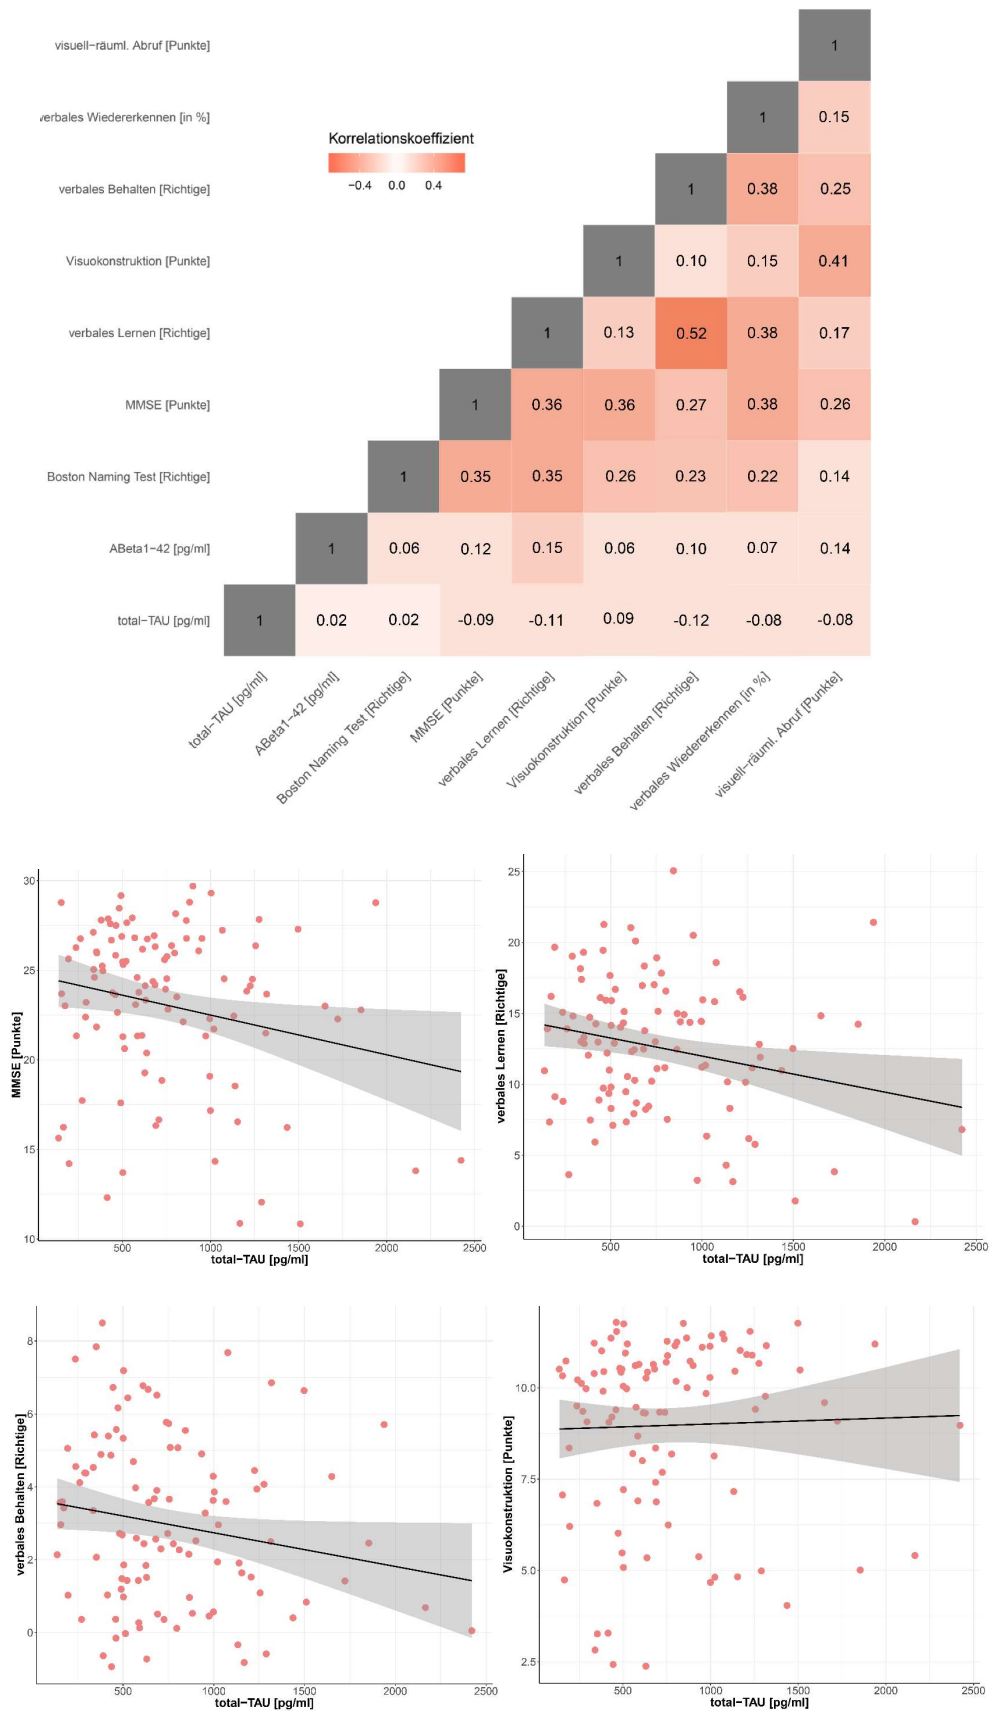 visuell−räuml. Abruf [Punkte]
1
verbales Wiedererkennen [in %]
1 0.15
Korrelationskoeffizient
−0.4 0.0 0.4
verbales Behalten [Richtige]
1 0.38 0.25
Visuokonstruktion [Punkte]
1 0.10 0.15 0.41
verbales Lernen [Richtige]
1 0.13 0.52 0.38 0.17
MMSE [Punkte]
1 0.36 0.36 0.27 0.38 0.26
Boston Naming Test [Richtige]
1 0.35 0.35 0.26 0.23 0.22 0.14
ABeta1−42 [pg/ml]
1 0.06 0.12 0.15 0.06 0.10 0.07 0.14
total−TAU [pg/ml]
1 0.02 0.02 -0.09 -0.11 0.09 -0.12 -0.08 -0.08
total−TAU [pg/ml]
ABeta1−42 [pg/ml]
Boston Naming Test [Richtige]
MMSE [Punkte]
verbales Lernen [Richtige]
Visuokonstruktion [Punkte]
verbales Behalten [Richtige]
verbales Wiedererkennen [in %]
visuell−räuml. Abruf [Punkte]
MMSE [Punkte]
30
25
20
15
10
500 1000 1500 2000 2500
total−TAU [pg/ml]
verbales Lernen [Richtige]
25
20
15
10
5
0
500 1000 1500 2000 2500
total−TAU [pg/ml]
verbales Behalten [Richtige]
8
6
4
2
0
500 1000 1500 2000 2500
total−TAU [pg/ml]
Visuokonstruktion [Punkte]
10.0
7.5
5.0
2.5
500 1000 1500 2000 2500
total−TAU [pg/ml]